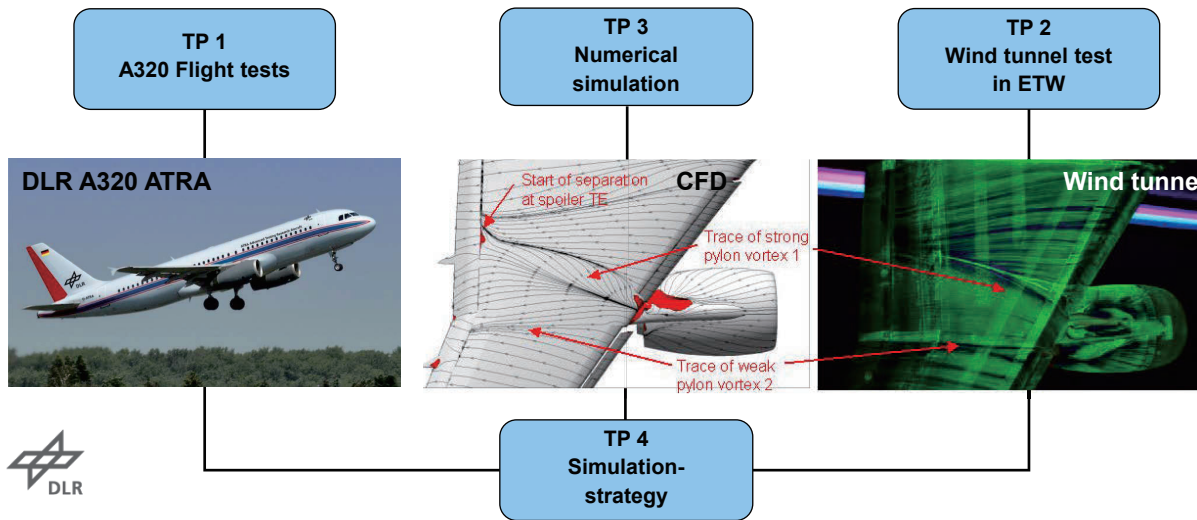 TP 1
A320 Flight tests
TP 3
Numerical
simulation
TP 2
Wind tunnel test
in ETW
DLR A320 ATRA
DLR
Start of separation
at spoiler TE
CFD
Trace of strong
pylon vortex 1
Trace of weak
pylon vortex 2
Wind tunnel
TP 4
Simulation-
strategy
DLR